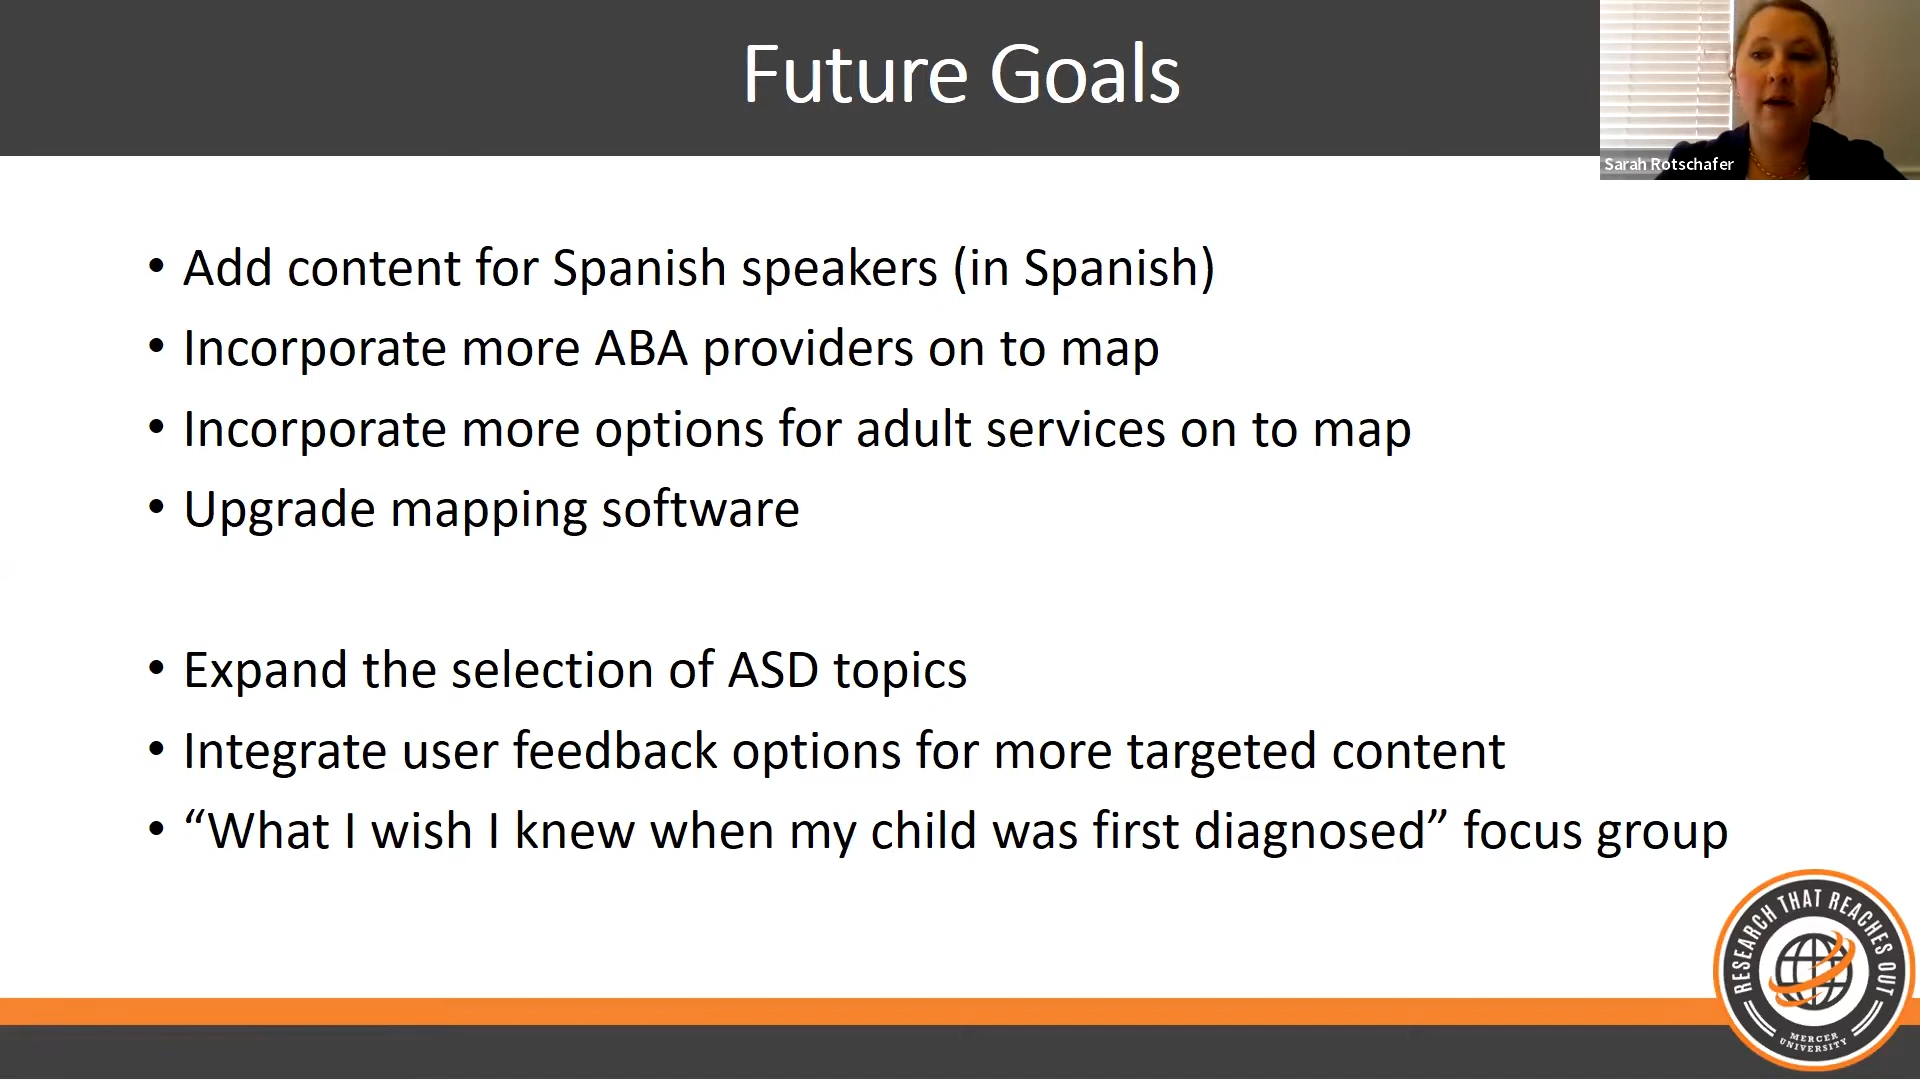 Future Goals
Sarah Rotschafer
• Add content for Spanish speakers (in Spanish)
• Incorporate more ABA providers on to map
• Incorporate more options for adult services on to map
• Upgrade mapping software
• Expand the selection of ASD topics
• Integrate user feedback options for more targeted content
• “What I wish I knew when my child was first diagnosed” focus group
RESEARCH THAT REACHES OUT
MERCER
UNIVERSITY